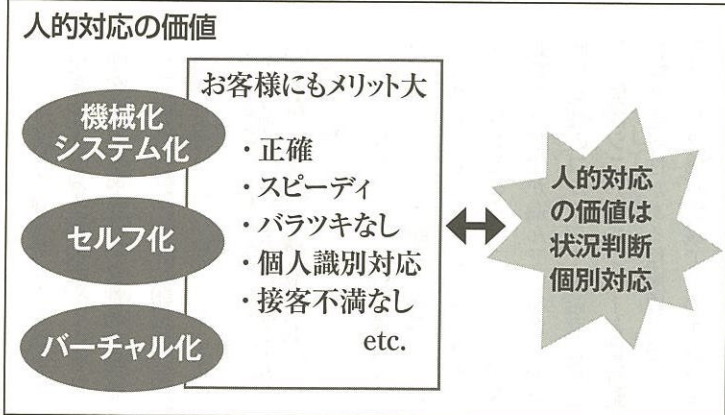 人的対応の価値
機械化
システム化
セルフ化
バーチャル化
お客様にもメリット大
・正確
・スピーディ
・バラツキなし
・個人識別対応
・接客不満なし
etc.
人的対応
の価値は
状況判断
個別対応